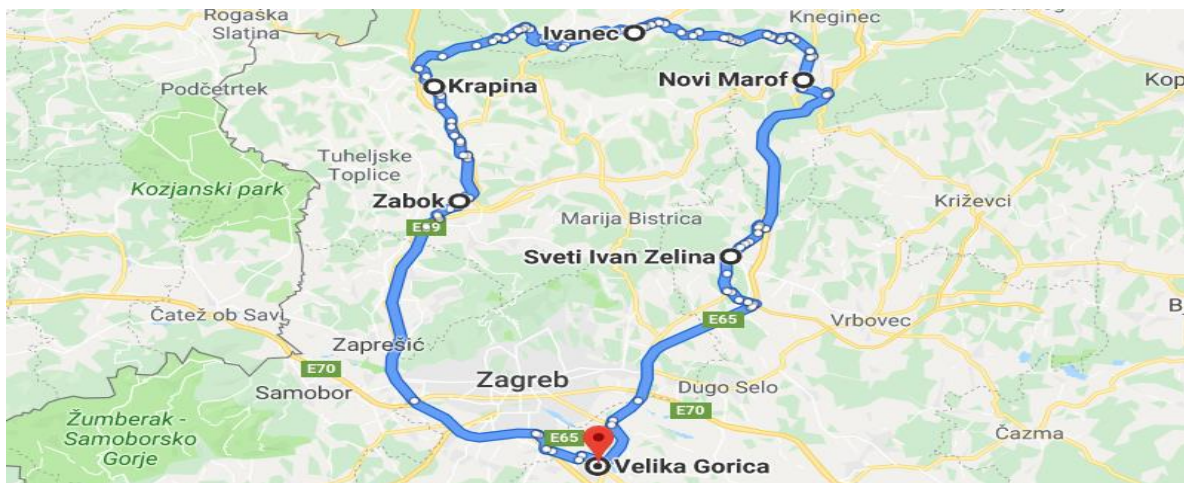 Rogaška
Slatina
Ivanec
Kneginec
Podčetrtek
Krapina
Novi Marof
Kop
Tuheljske
Toplice
Kozjanski park
Zabok
Marija Bistrica
Križevci
Sveti Ivan Zelina
Čatež ob Savi
E65
Vrbovec
Bj
Zaprešić
E70
Samobor
Zagreb
Dugo Selo
E70
Žumberak -
Samoborsko
Gorje
E65
Čazma
Velika Gorica